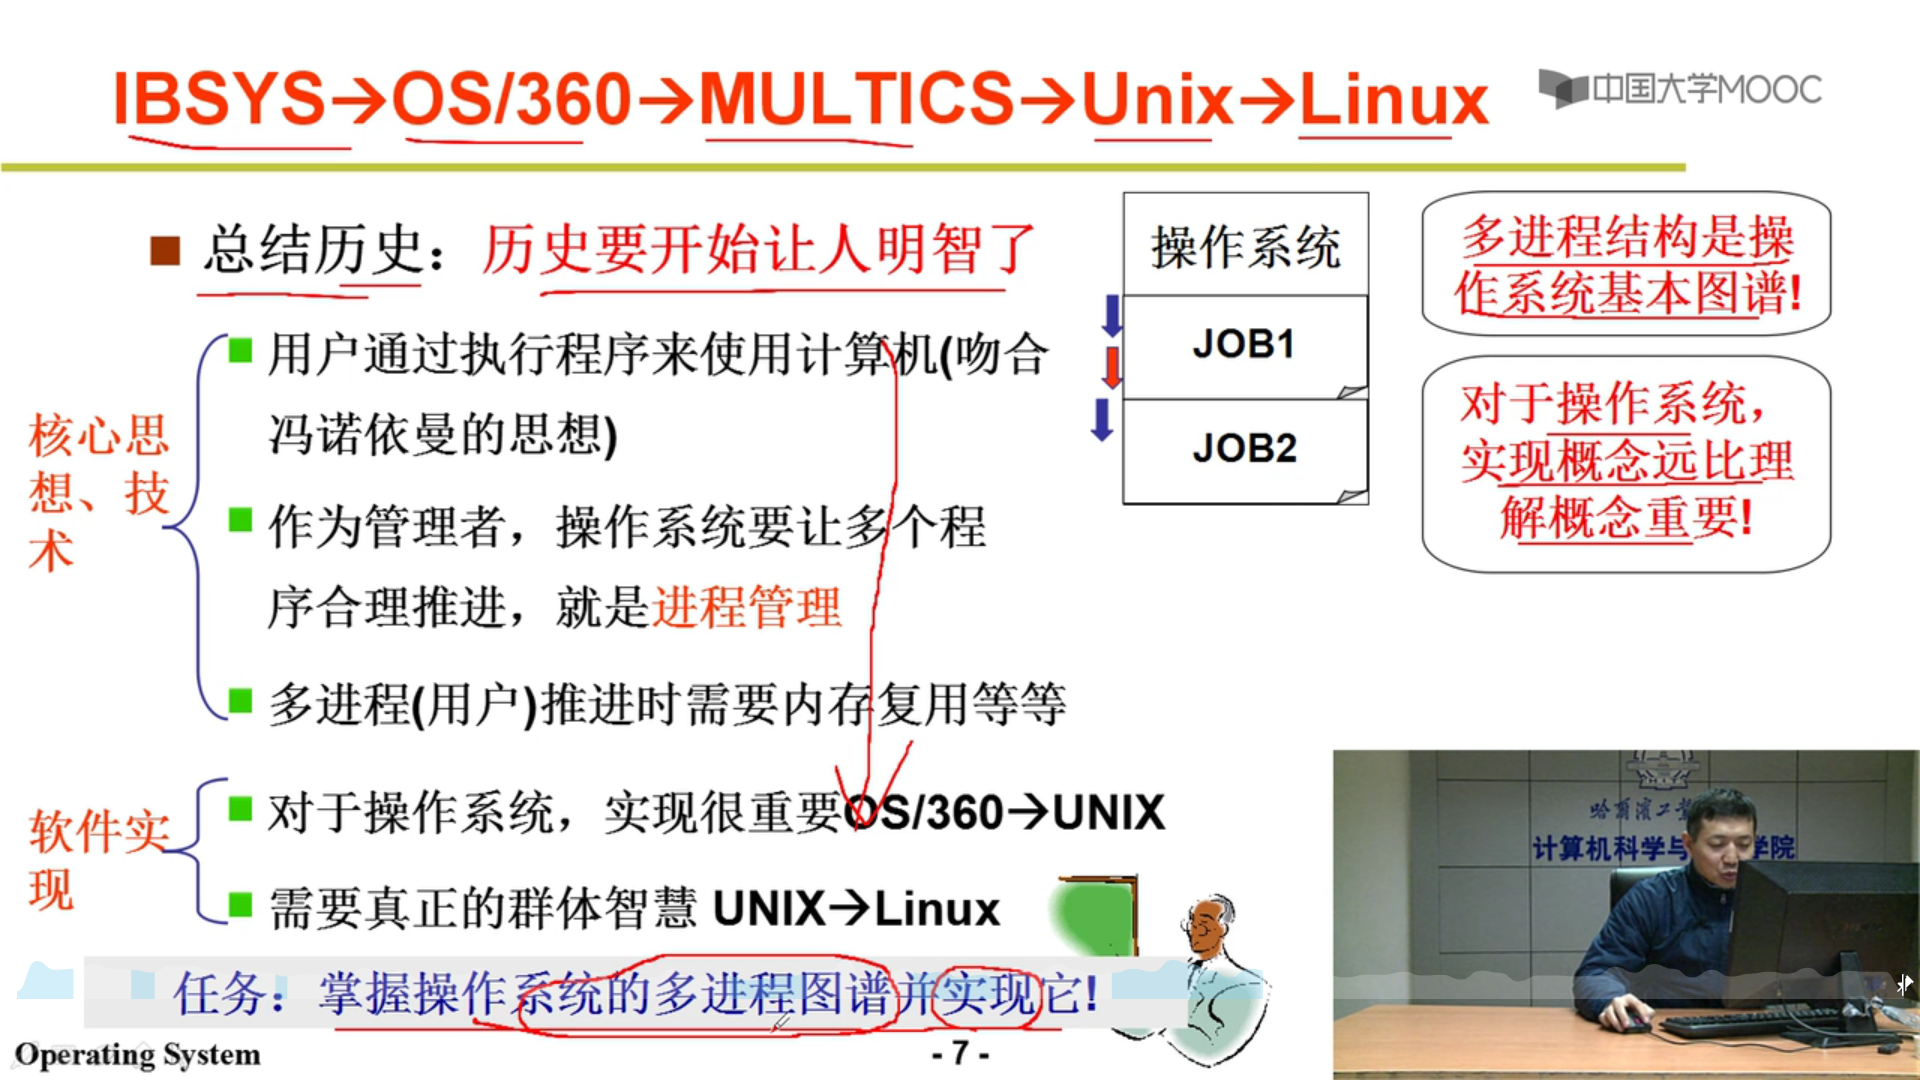 IBSYS→OS/360→MULTICS→Unix→Linux
中国大学MOOC
总结历史：历史要开始让人明智了
核心思想、技术
用户通过执行程序来使用计算机(吻合
冯诺依曼的思想)
作为管理者，操作系统要让多个程
序合理推进，就是进程管理
多进程(用户)推进时需要内存复用等等
软件实现
对于操作系统，实现很重要OS/360→UNIX
需要真正的群体智慧 UNIX→Linux
任务：掌握操作系统的多进程图谱并实现它!
操作系统
JOB1
JOB2
多进程结构是操
作系统基本图谱!
对于操作系统，
实现概念远比理
解概念重要!
计算机科学与
学院
Operating System
- 7 -